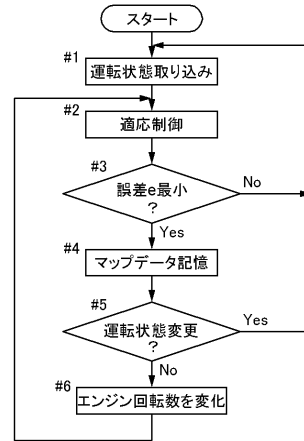 スタート
#1
運転状態取り込み
#2
適応制御
#3
誤差e最小
?
No
Yes
#4
マップデータ記憶
#5
運転状態変更
?
Yes
No
#6
エンジン回転数を変化